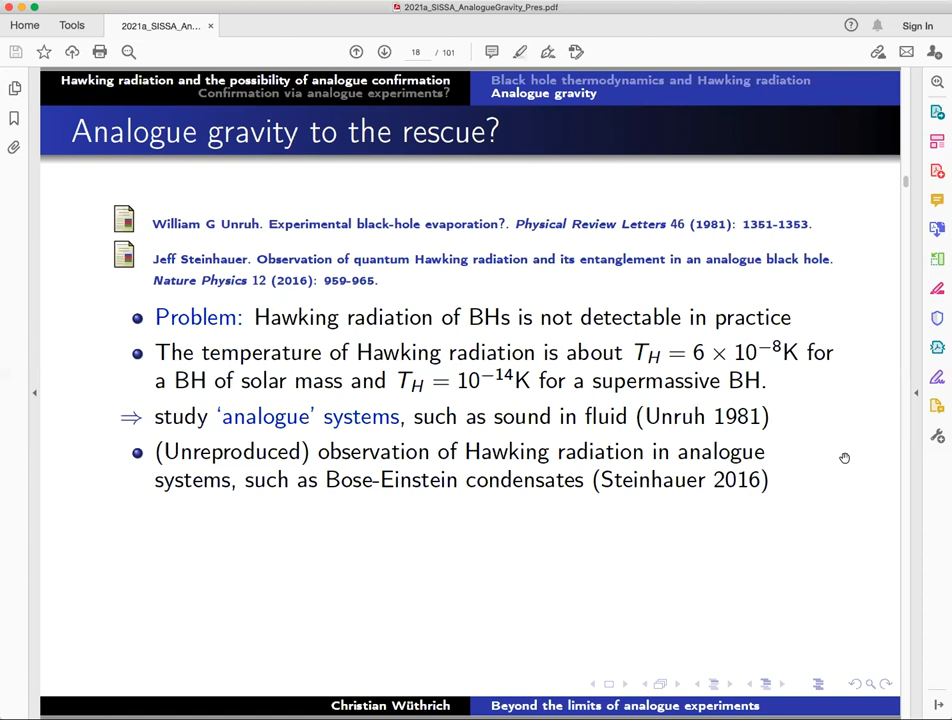 2021a_SISSA_AnalogueGravity_Pres.pdf
Home Tools 2021a_SISSA_An... × Sign In
18 / 101
Hawking radiation and the possibility of analogue confirmation Black hole thermodynamics and Hawking radiation
Confirmation via analogue experiments? Analogue gravity
Analogue gravity to the rescue?
William G Unruh. Experimental black-hole evaporation?. Physical Review Letters 46 (1981): 1351-1353.
Jeff Steinhauer. Observation of quantum Hawking radiation and its entanglement in an analogue black hole.
Nature Physics 12 (2016): 959-965.
Problem: Hawking radiation of BHs is not detectable in practice
The temperature of Hawking radiation is about T_H = 6 × 10⁻⁸K for
a BH of solar mass and T_H = 10⁻¹⁴K for a supermassive BH.
⇒ study ‘analogue’ systems, such as sound in fluid (Unruh 1981)
(Unreproduced) observation of Hawking radiation in analogue
systems, such as Bose-Einstein condensates (Steinhauer 2016)
Christian Wüthrich Beyond the limits of analogue experiments